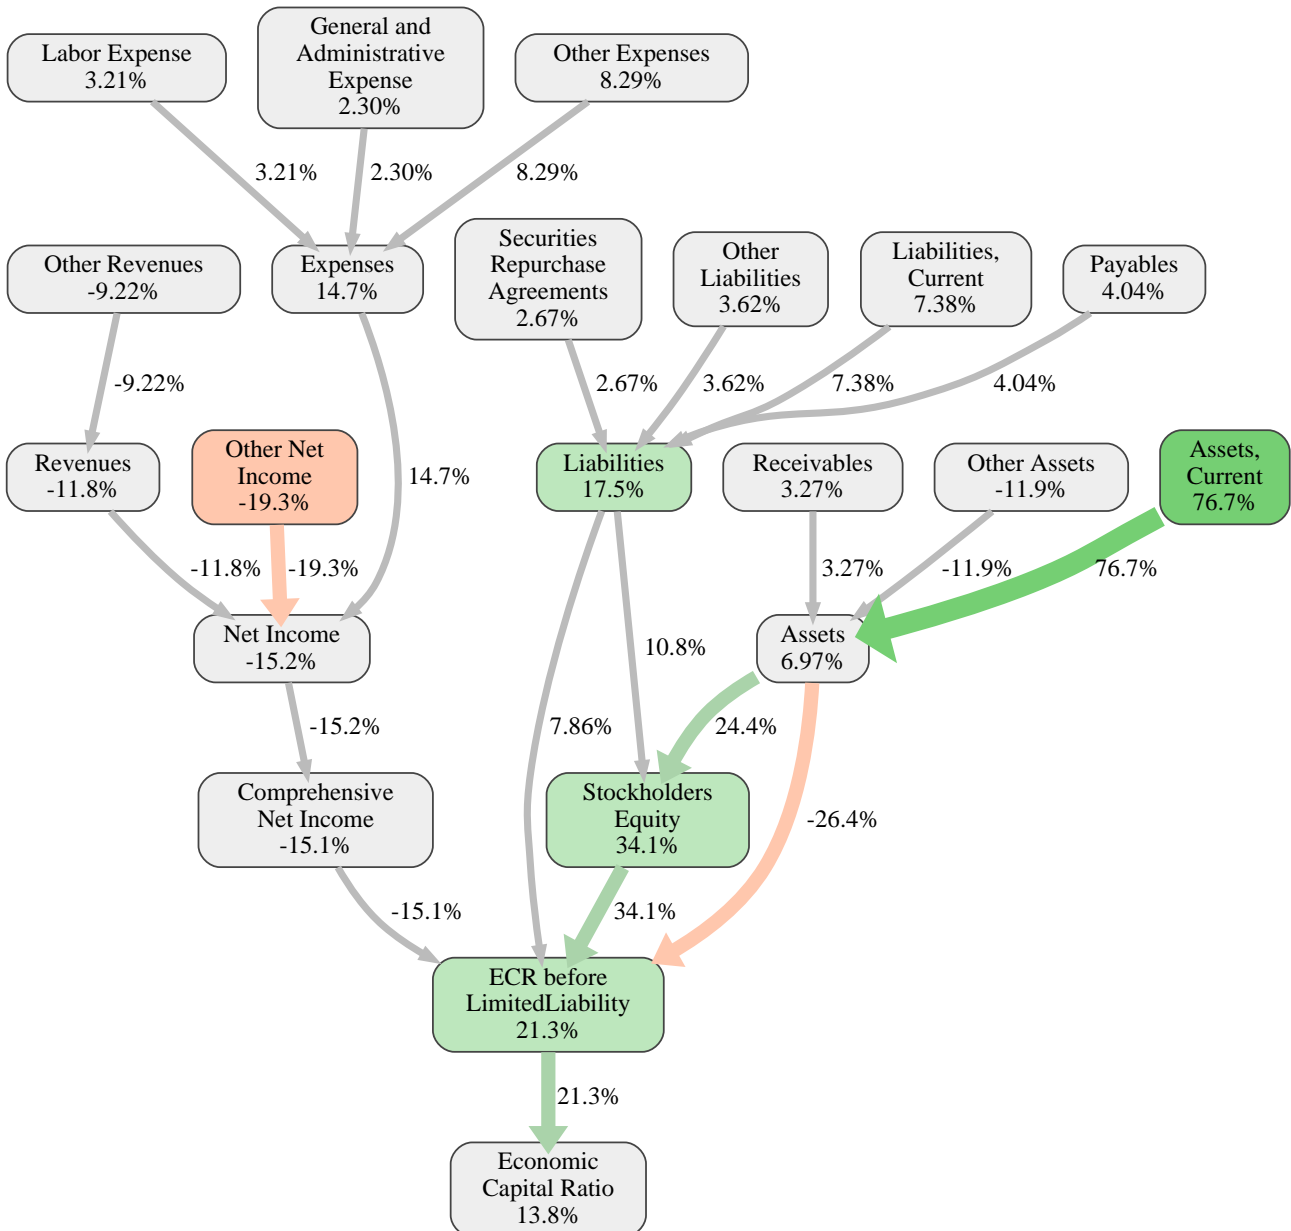 Labor Expense
3.21%
General and
Administrative
Expense
2.30%
Other Expenses
8.29%
3.21%
2.30%
8.29%
Other Revenues
-9.22%
Expenses
14.7%
Securities
Repurchase
Agreements
2.67%
Other
Liabilities
3.62%
Liabilities,
Current
7.38%
Payables
4.04%
-9.22%
2.67%
3.62%
7.38%
4.04%
Revenues
-11.8%
Other Net
Income
-19.3%
14.7%
Liabilities
17.5%
Receivables
3.27%
Other Assets
-11.9%
Assets,
Current
76.7%
-11.8%
-19.3%
3.27%
-11.9%
76.7%
Net Income
-15.2%
10.8%
Assets
6.97%
-15.2%
7.86%
24.4%
Comprehensive
Net Income
-15.1%
Stockholders
Equity
34.1%
-26.4%
-15.1%
34.1%
ECR before
LimitedLiability
21.3%
21.3%
Economic
Capital Ratio
13.8%